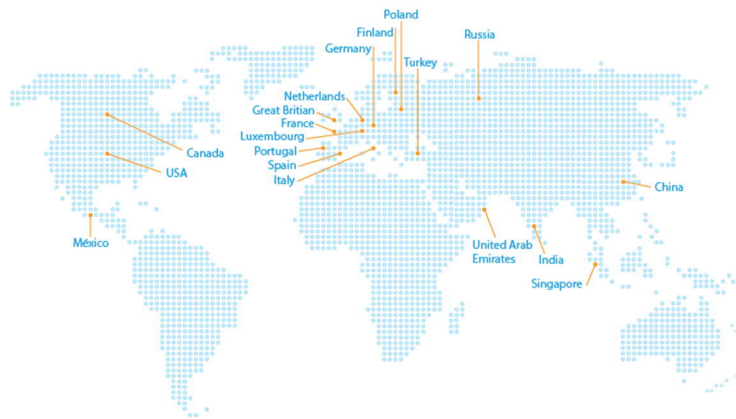 Poland
Finland
Russia
Germany
Turkey
Netherlands
Great Britian
France
Luxembourg
Canada
Portugal
Spain
USA
Italy
China
México
United Arab
Emirates
India
Singapore